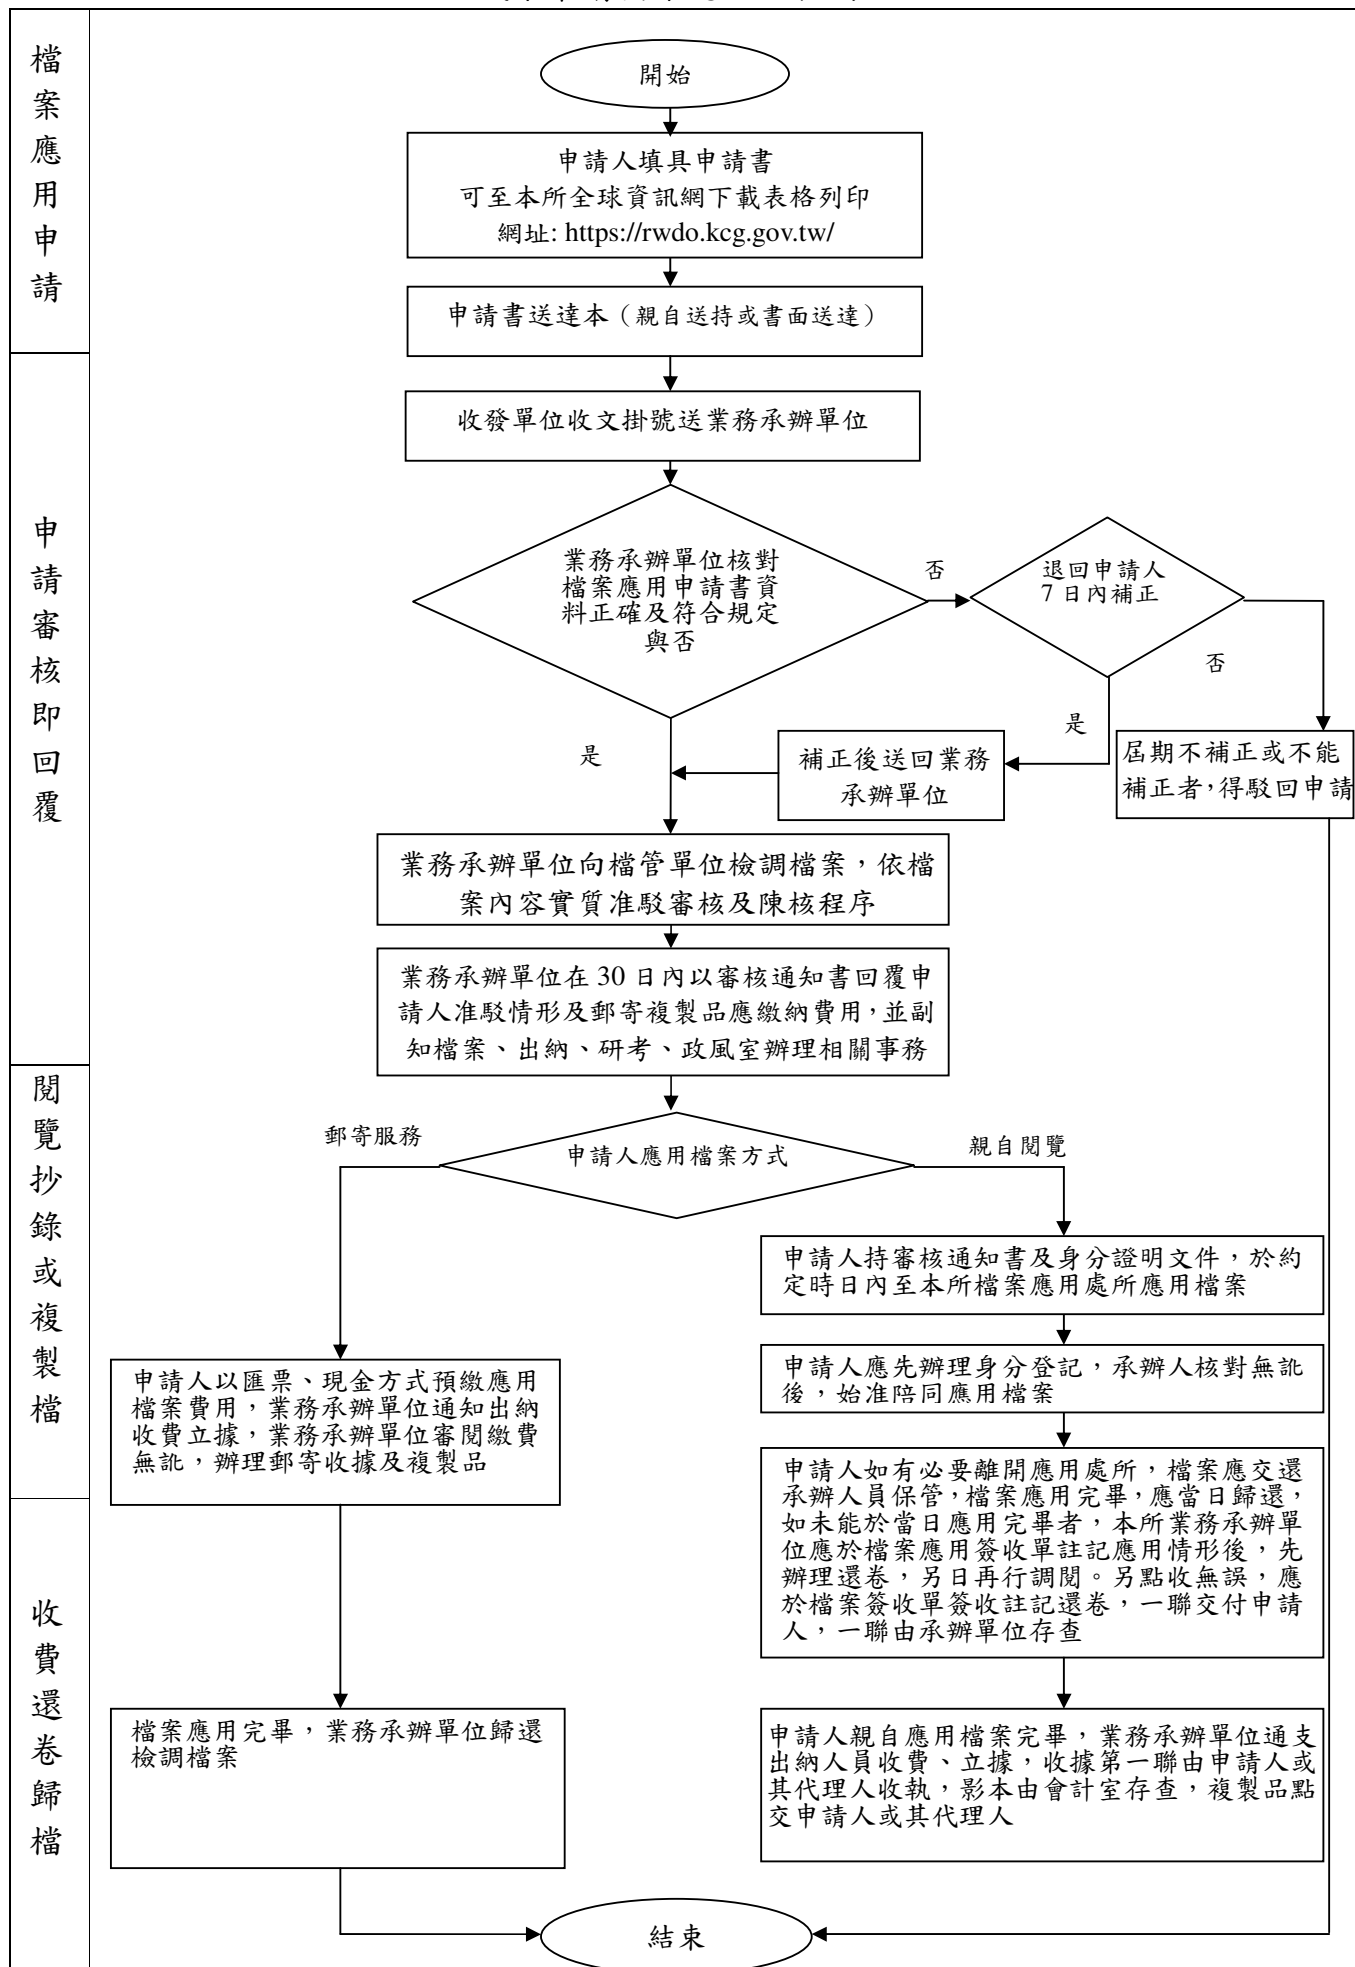 檔案應用申請
開始
申請人填具申請書
可至本所全球資訊網下載表格列印
網址: https://rwdo.kcg.gov.tw/
申請書送達本（親自送持或書面送達）
申請審核即回覆
收發單位收文掛號送業務承辦單位
業務承辦單位核對
檔案應用申請書資
料正確及符合規定
與否
否
退回申請人
7 日內補正
否
是
是
補正後送回業務
承辦單位
屆期不補正或不能
補正者，得駁回申請
業務承辦單位向檔管單位檢調檔案，依檔
案內容實質准駁審核及陳核程序
業務承辦單位在 30 日內以審核通知書回覆申
請人准駁情形及郵寄複製品應繳納費用，並副
知檔案、出納、研考、政風室辦理相關事務
閱覽抄錄或複製檔
郵寄服務
申請人應用檔案方式
親自閱覽
申請人持審核通知書及身分證明文件，於約
定時日內至本所檔案應用處所應用檔案
申請人應先辦理身分登記，承辦人核對無訛
後，始准陪同應用檔案
申請人以匯票、現金方式預繳應用
檔案費用，業務承辦單位通知出納
收費立據，業務承辦單位審閱繳費
無訛，辦理郵寄收據及複製品
申請人如有必要離開應用處所，檔案應交還
承辦人員保管，檔案應用完畢，應當日歸還，
如未能於當日應用完畢者，本所業務承辦單
位應於檔案應用簽收單註記應用情形後，先
辦理還卷，另日再行調閱。另點收無誤，應
於檔案簽收單簽收註記還卷，一聯交付申請
人，一聯由承辦單位存查
收費還卷歸檔
檔案應用完畢，業務承辦單位歸還
檢調檔案
申請人親自應用檔案完畢，業務承辦單位通支
出納人員收費、立據，收據第一聯由申請人或
其代理人收執，影本由會計室存查，複製品點
交申請人或其代理人
結束